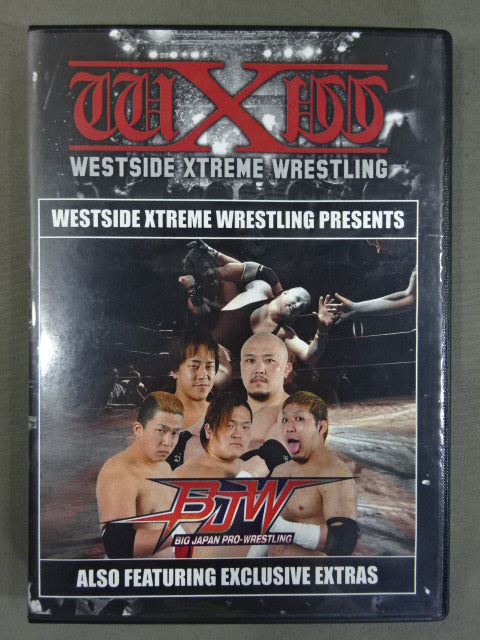 wXw
WESTSIDE XTREME WRESTLING
WESTSIDE XTREME WRESTLING PRESENTS
BJW
BIG JAPAN PRO-WRESTLING
ALSO FEATURING EXCLUSIVE EXTRAS